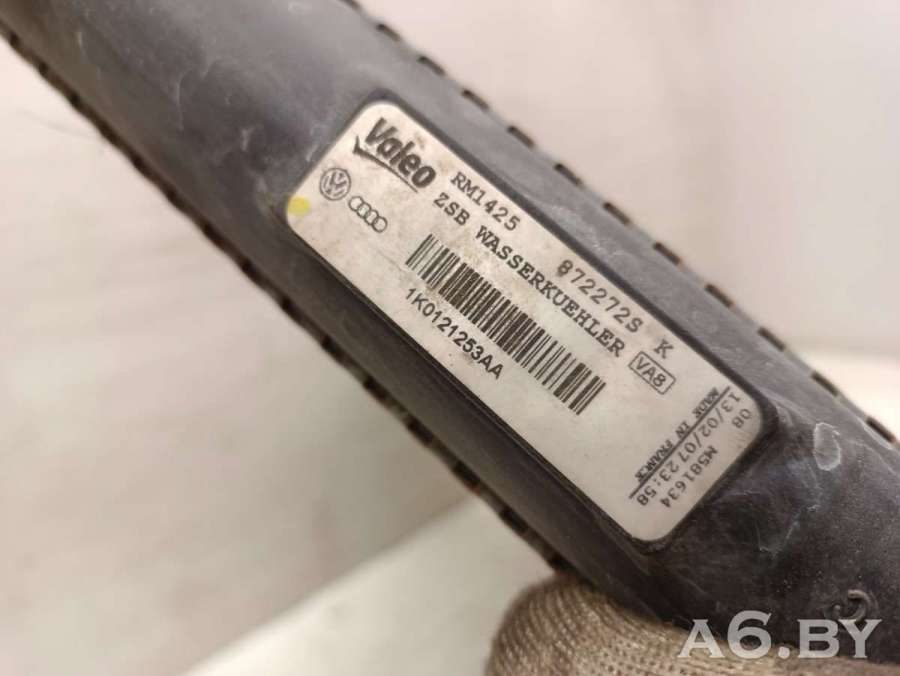 Valeo
RM1425 872272S K
ZSB WASSERKUEHLER VA8
1K0121253AA
08 M581634
13/02/07 23:58
MADE IN FRANCE
A6.BY